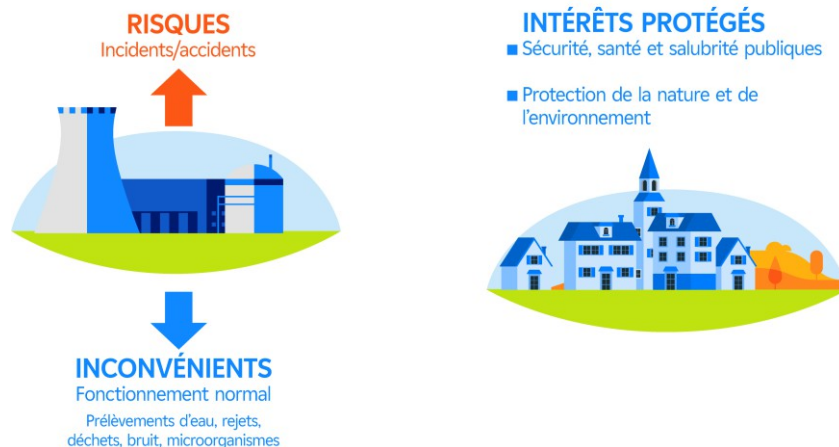 RISQUES
Incidents/accidents
INCONVÉNIENTS
Fonctionnement normal
Prélèvements d'eau, rejets,
déchets, bruit, microorganismes
INTÉRÊTS PROTÉGÉS
Sécurité, santé et salubrité publiques
Protection de la nature et de
l'environnement